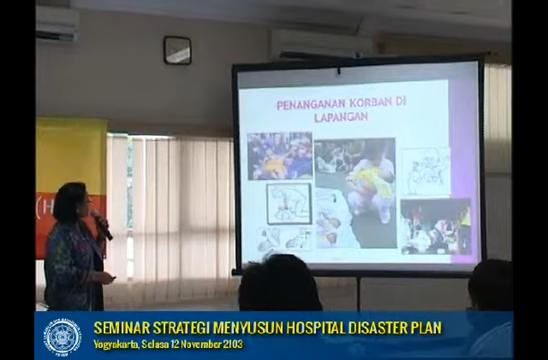 PENANGANAN KORBAN DI
LAPANGAN
(H
SEMINAR STRATEGI MENYUSUN HOSPITAL DISASTER PLAN
Yogyakarta, Selasa 12 November 2103